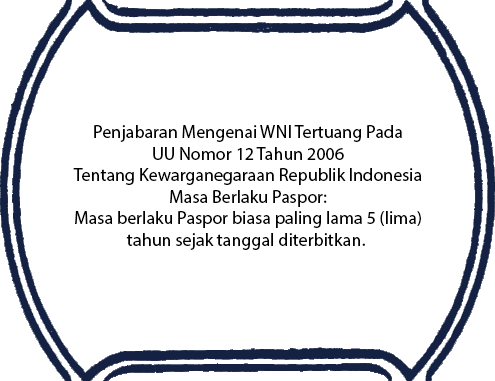 Penjabaran Mengenai WNI Tertuang Pada
UU Nomor 12 Tahun 2006
Tentang Kewarganegaraan Republik Indonesia
Masa Berlaku Paspor:
Masa berlaku Paspor biasa paling lama 5 (lima)
tahun sejak tanggal diterbitkan.